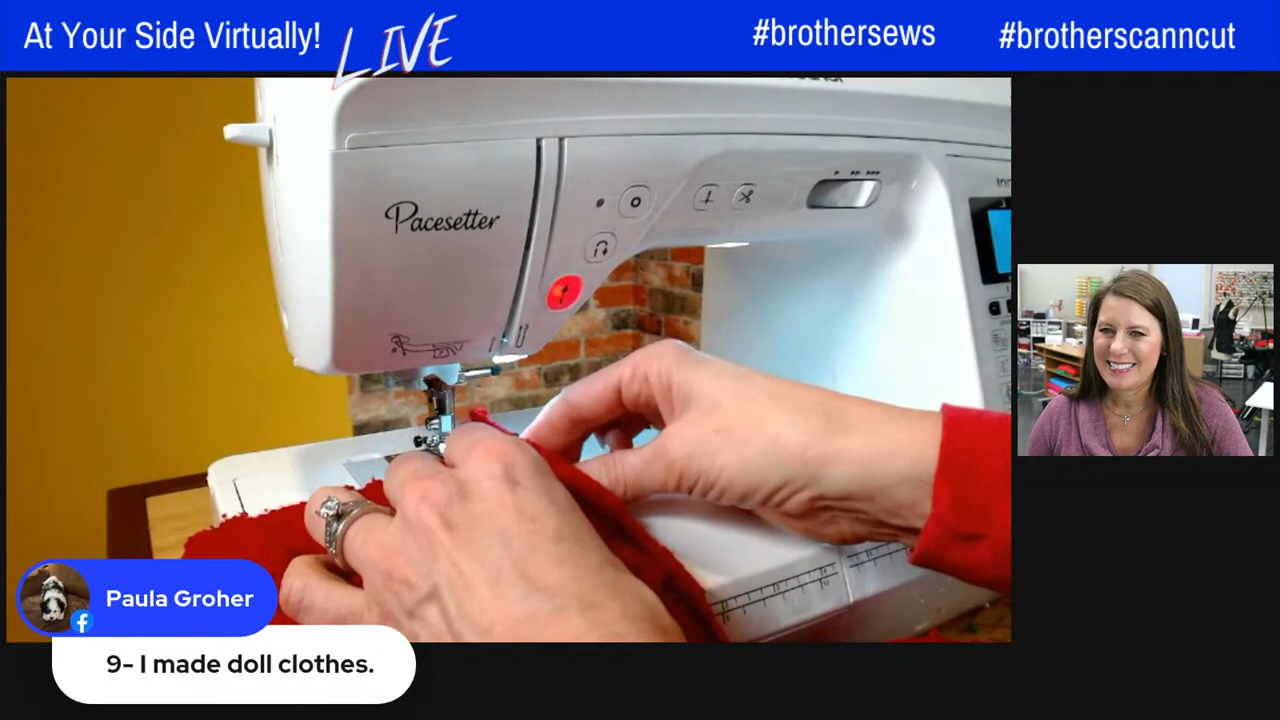 At Your Side Virtually!
LIVE
#brothersews
#brotherscanncut
Pacesetter
Paula Groher
9- I made doll clothes.